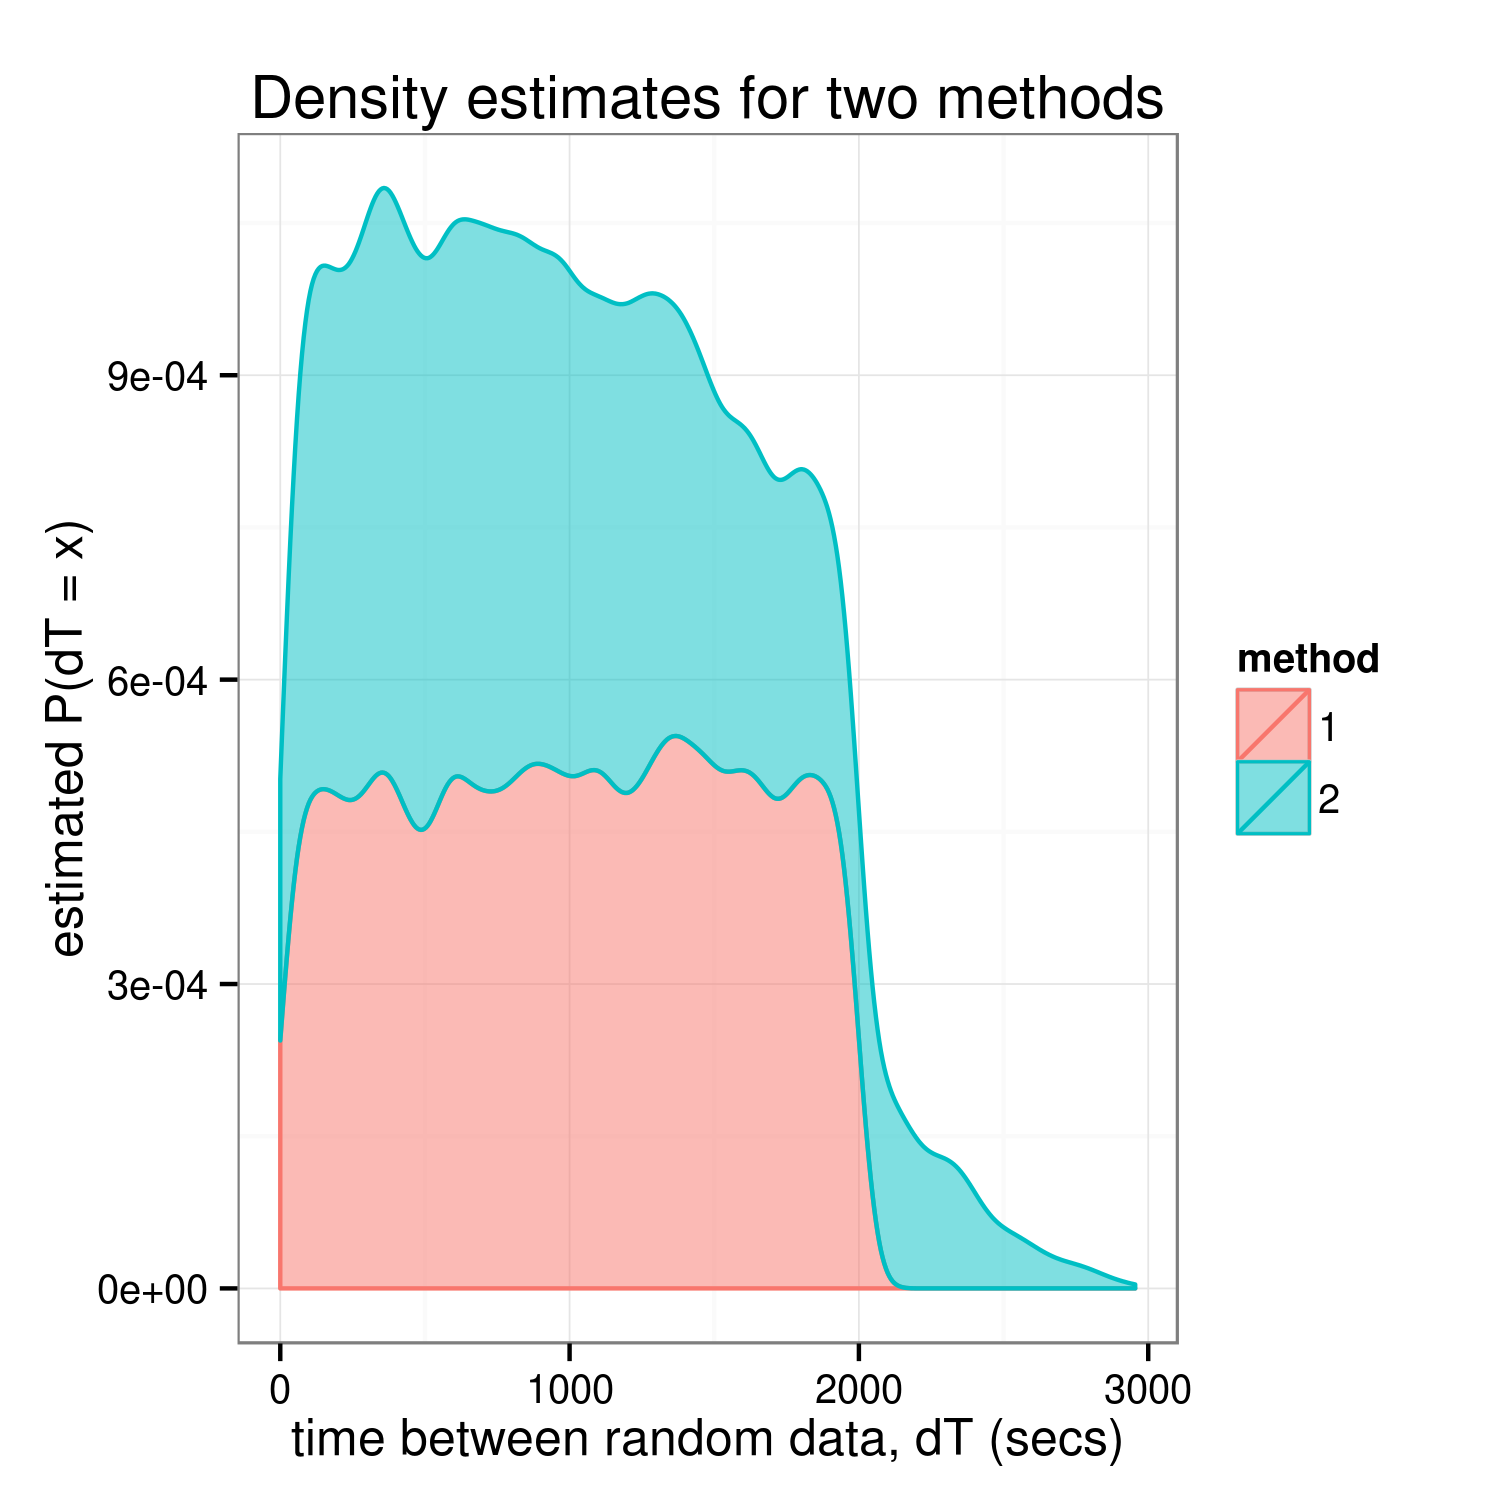 Density estimates for two methods
estimated P(dT = x)
9e-04
6e-04
3e-04
0e+00
0 1000 2000 3000
time between random data, dT (secs)
method
1
2